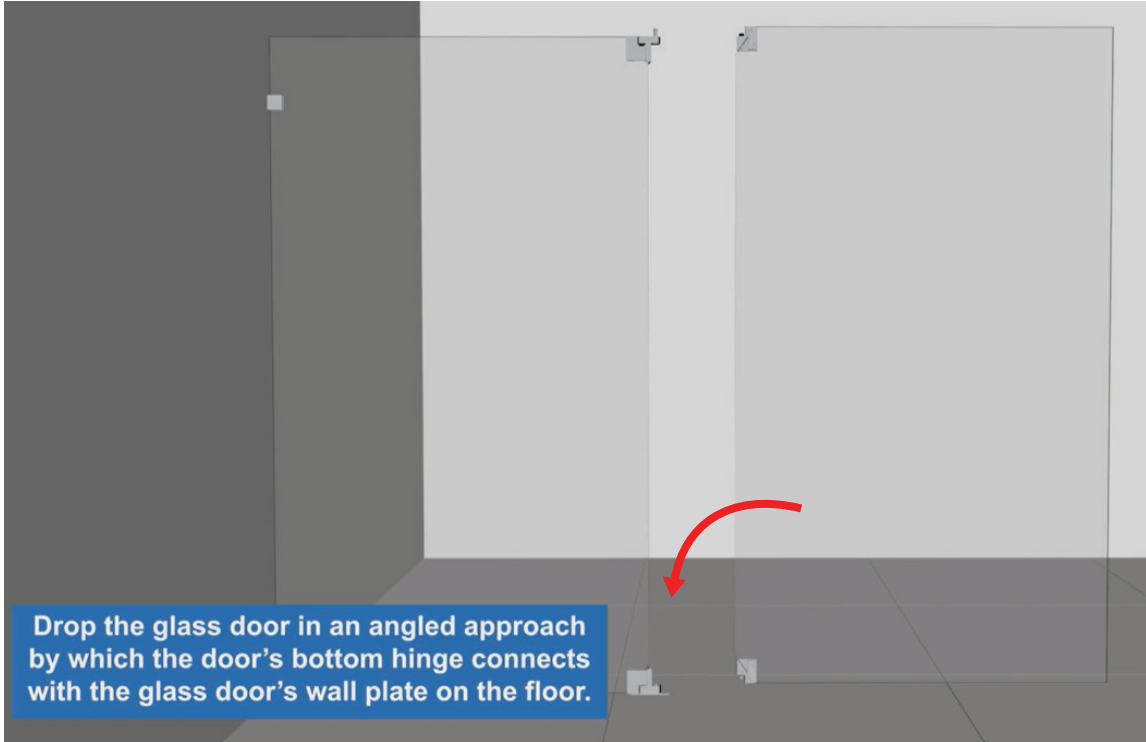 Drop the glass door in an angled approach
by which the door's bottom hinge connects
with the glass door's wall plate on the floor.